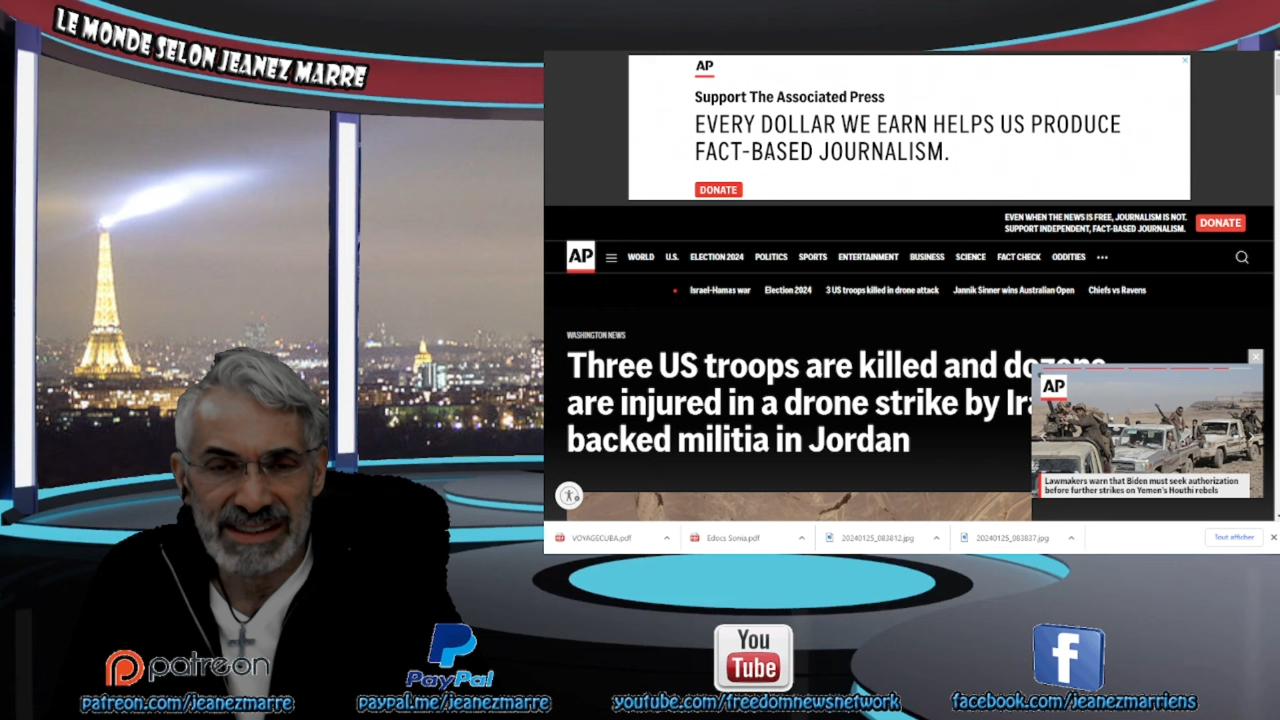 LE MONDE SELON JEANEZ MARRE
AP
Support The Associated Press
EVERY DOLLAR WE EARN HELPS US PRODUCE
FACT-BASED JOURNALISM.
DONATE
EVEN WHEN THE NEWS IS FREE, JOURNALISM IS NOT.
SUPPORT INDEPENDENT, FACT-BASED JOURNALISM.
DONATE
AP
WORLD U.S. ELECTION 2024 POLITICS SPORTS ENTERTAINMENT BUSINESS SCIENCE FACT CHECK ODDITIES
Israel-Hamas war Election 2024 3 US troops killed in drone attack Jannik Sinner wins Australian Open Chiefs vs Ravens
WASHINGTON NEWS
Three US troops are killed and
are injured in a drone strike by
backed militia in Jordan
AP
Lawmakers warn that Biden must seek authorization
before further strikes on Yemen's Houthi rebels
VOYAGECUBA.pdf Edocs Sonia.pdf 20240125_083812.jpg 20240125_083837.jpg Tout afficher
patreon
patreon.com/jeanezmarre
PayPal
paypal.me/jeanezmarre
You
Tube
youtube.com/freedomnewsnetwork
f
facebook.com/jeanezmarriens